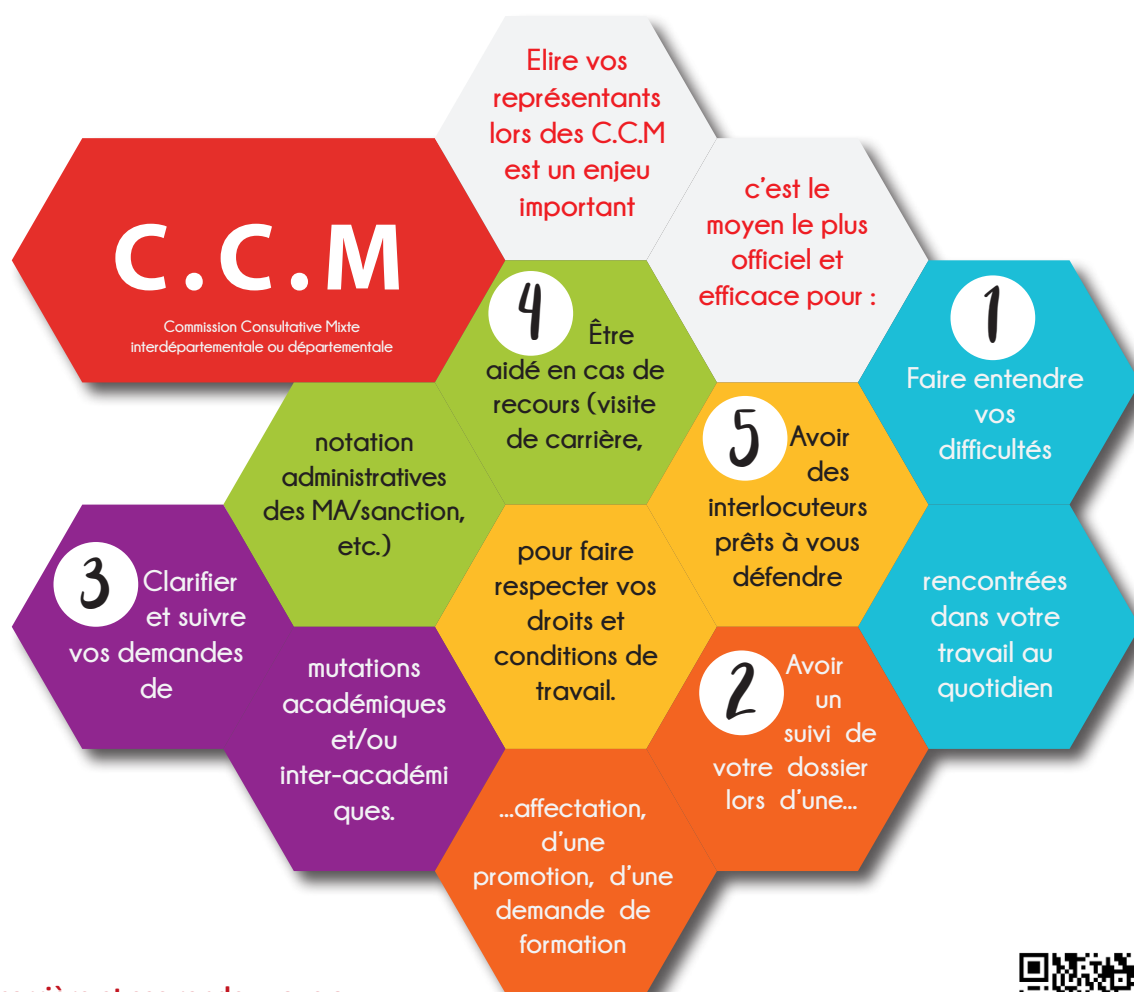 C.C.M
Commission Consultative Mixte
interdépartementale ou départementale
Elire vos
représentants
lors des C.C.M
est un enjeu
important
c'est le
moyen le plus
officiel et
efficace pour :
1
Faire entendre
vos
difficultés
rencontrées
dans votre
travail au
quotidien
2
Avoir
un
suivi de
votre dossier
lors d'une...
...affectation,
d'une
promotion, d'une
demande de
formation
3
Clarifier
et suivre
vos demandes
de
mutations
académiques
et/ou
inter-académi
ques.
4
Être
aidé en cas de
recours (visite
de carrière,
notation
administratives
des MA/sanction,
etc.)
5
Avoir
des
interlocuteurs
prêts à vous
défendre
pour faire
respecter vos
droits et
conditions de
travail.